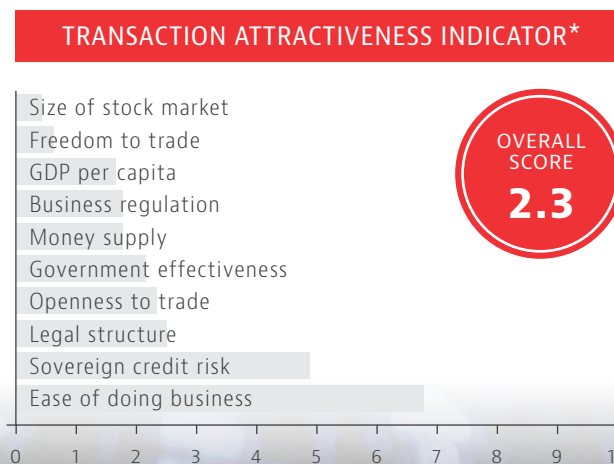 TRANSACTION ATTRACTIVENESS INDICATOR*
Size of stock market
Freedom to trade
GDP per capita
Business regulation
Money supply
Government effectiveness
Openness to trade
Legal structure
Sovereign credit risk
Ease of doing business
OVERALL
SCORE
2.3
0 1 2 3 4 5 6 7 8 9